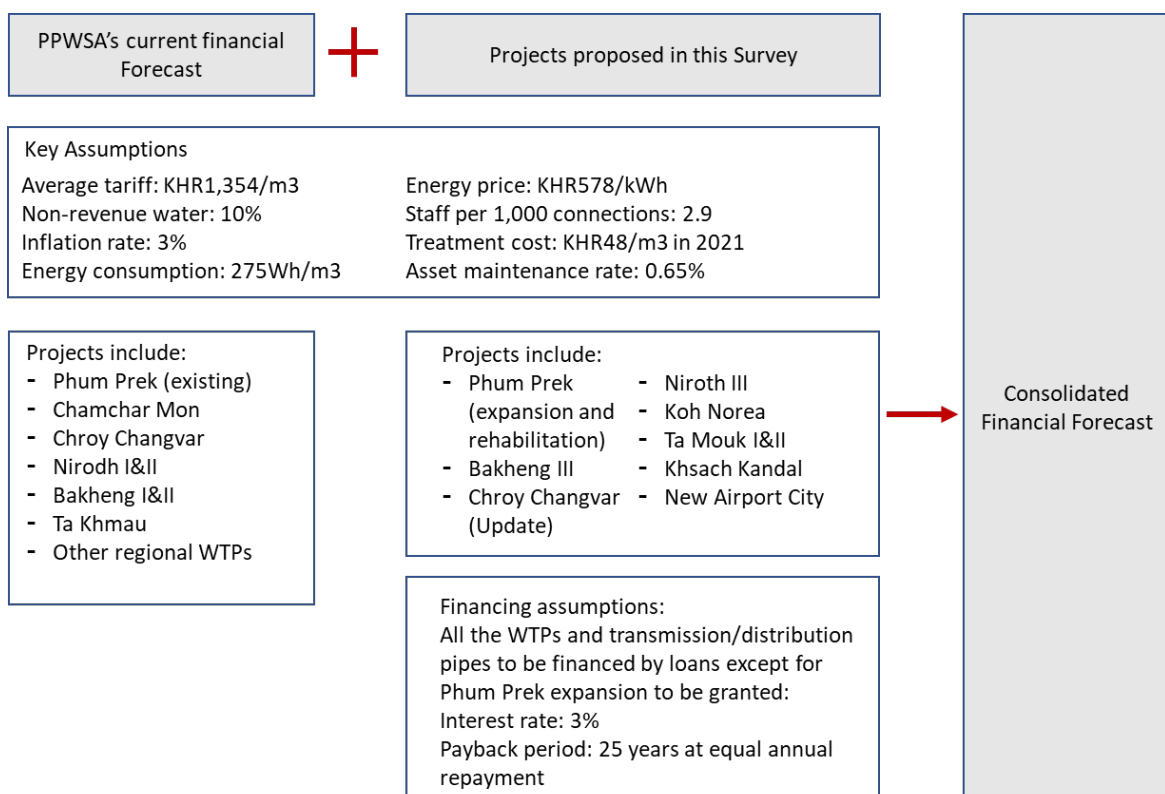 PPWSA's current financial
Forecast
Projects proposed in this Survey
Key Assumptions
Average tariff: KHR1,354/m3
Non-revenue water: 10%
Inflation rate: 3%
Energy consumption: 275Wh/m3
Energy price: KHR578/kWh
Staff per 1,000 connections: 2.9
Treatment cost: KHR48/m3 in 2021
Asset maintenance rate: 0.65%
Projects include:
- Phum Prek (existing)
- Chamchar Mon
- Chroy Changvar
- Nirodh I&II
- Bakheng I&II
- Ta Khmau
- Other regional WTPs
Projects include:
- Phum Prek
(expansion and
rehabilitation)
- Bakheng III
- Chroy Changvar
(Update)
- Niroth III
- Koh Norea
- Ta Mouk I&II
- Khsach Kandal
- New Airport City
Financing assumptions:
All the WTPs and transmission/distribution
pipes to be financed by loans except for
Phum Prek expansion to be granted:
Interest rate: 3%
Payback period: 25 years at equal annual
repayment
Consolidated
Financial Forecast